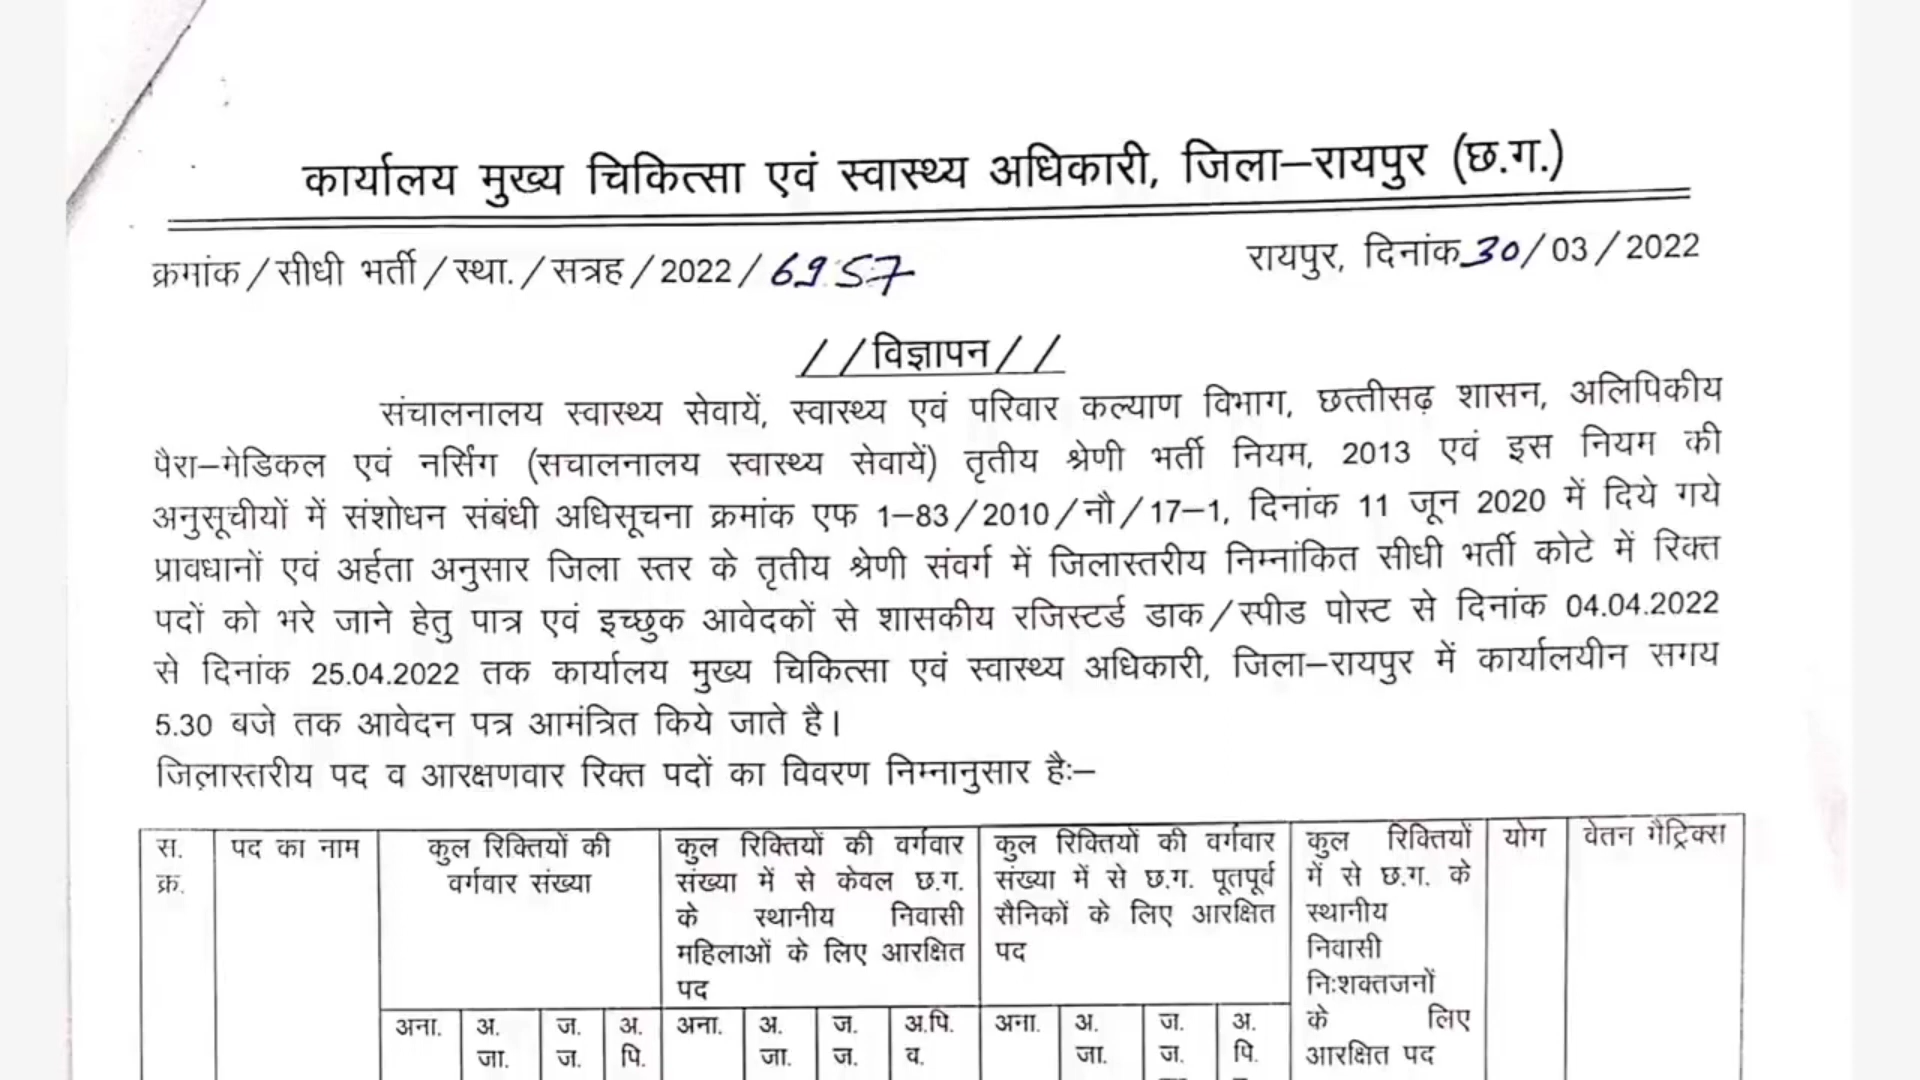 कार्यालय मुख्य चिकित्सा एवं स्वास्थ्य अधिकारी, जिला–रायपुर (छ.ग.)
क्रमांक/सीधी भर्ती/स्था./सत्रह/2022/6957 रायपुर, दिनांक 30/03/2022
//विज्ञापन//
संचालनालय स्वास्थ्य सेवायें, स्वास्थ्य एवं परिवार कल्याण विभाग, छत्तीसढ़ शासन, अलिपिकीय
पैरा–मेडिकल एवं नर्सिंग (सचालनालय स्वास्थ्य सेवायें) तृतीय श्रेणी भर्ती नियम, 2013 एवं इस नियम की
अनुसूचीयों में संशोधन संबंधी अधिसूचना क्रमांक एफ 1–83/2010/नौ/17–1, दिनांक 11 जून 2020 में दिये गये
प्रावधानों एवं अर्हता अनुसार जिला स्तर के तृतीय श्रेणी संवर्ग में जिलास्तरीय निम्नांकित सीधी भर्ती कोटे में रिक्त
पदों को भरे जाने हेतु पात्र एवं इच्छुक आवेदकों से शासकीय रजिस्टर्ड डाक/स्पीड पोस्ट से दिनांक 04.04.2022
से दिनांक 25.04.2022 तक कार्यालय मुख्य चिकित्सा एवं स्वास्थ्य अधिकारी, जिला–रायपुर में कार्यालयीन समय
5.30 बजे तक आवेदन पत्र आमंत्रित किये जाते है।
जिलास्तरीय पद व आरक्षणवार रिक्त पदों का विवरण निम्नानुसार हैः–
स. क्र.
पद का नाम
कुल रिक्तियों की
वर्गवार संख्या
कुल रिक्तियों की वर्गवार
संख्या में से केवल छ.ग.
के स्थानीय निवासी
महिलाओं के लिए आरक्षित
पद
कुल रिक्तियों की वर्गवार
संख्या में से छ.ग. पूतपूर्व
सैनिकों के लिए आरक्षित
पद
कुल रिक्तियों
में से छ.ग. के
स्थानीय
निवासी
निःशक्तजनों
के लिए
आरक्षित पद
योग
वेतन मैट्रिक्स
अना. अ. ज. अ. अना. अ. ज. अ.पि. अना. अ. ज. अ.
जा. ज. पि. जा. ज. व. जा. ज. पि.